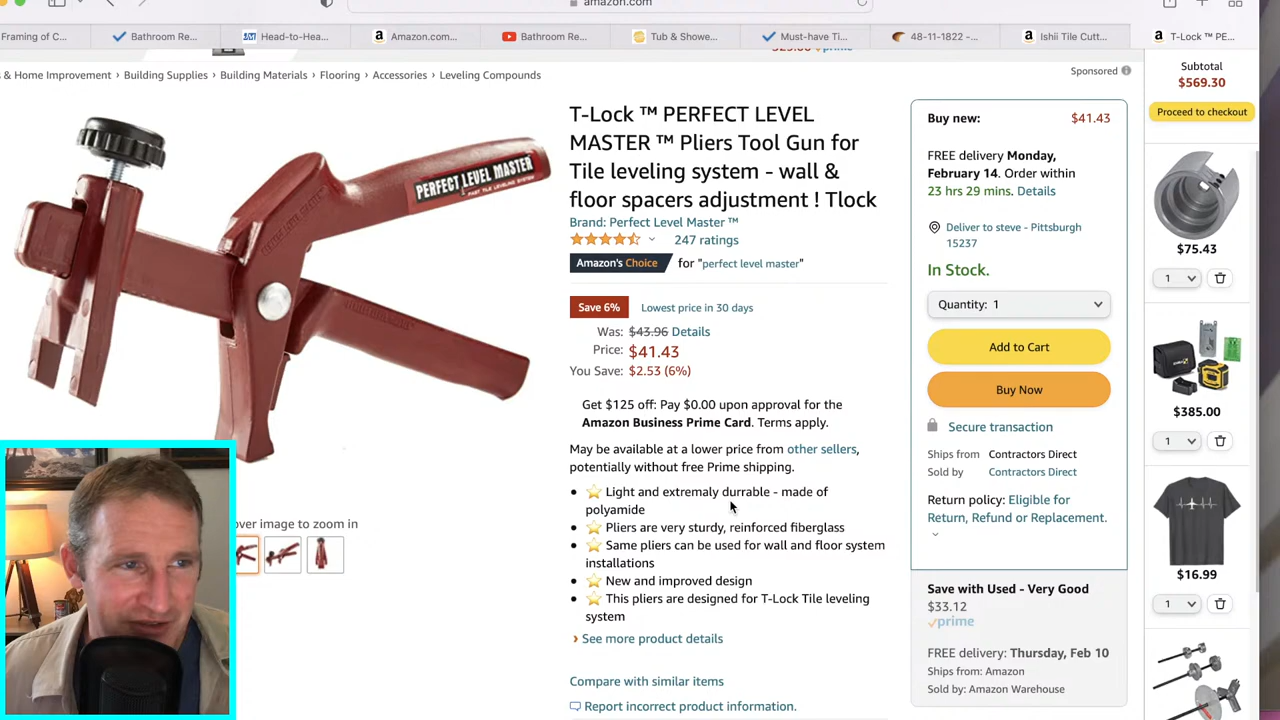 amazon.com
Framing of C...
Bathroom Re...
Head-to-Hea...
Amazon.com...
Bathroom Re...
Tub & Showe...
Must-have Ti...
48-11-1822 -...
Ishii Tile Cutt...
T-Lock ™ PE...
& Home Improvement › Building Supplies › Building Materials › Flooring › Accessories › Leveling Compounds
Sponsored
PERFECT LEVEL MASTER
FAST TILE LEVELING SYSTEM
over image to zoom in
T-Lock ™ PERFECT LEVEL
MASTER ™ Pliers Tool Gun for
Tile leveling system - wall &
floor spacers adjustment ! Tlock
Brand: Perfect Level Master ™
247 ratings
Amazon's Choice for "perfect level master"
Save 6% Lowest price in 30 days
Was: $43.96 Details
Price: $41.43
You Save: $2.53 (6%)
Get $125 off: Pay $0.00 upon approval for the
Amazon Business Prime Card. Terms apply.
May be available at a lower price from other sellers,
potentially without free Prime shipping.
• ⭐ Light and extremaly durrable - made of
polyamide
• ⭐ Pliers are very sturdy, reinforced fiberglass
• ⭐ Same pliers can be used for wall and floor system
installations
• ⭐ New and improved design
• ⭐ This pliers are designed for T-Lock Tile leveling
system
› See more product details
Compare with similar items
Report incorrect product information.
Buy new: $41.43
FREE delivery Monday,
February 14. Order within
23 hrs 29 mins. Details
Deliver to steve - Pittsburgh
15237
In Stock.
Quantity: 1
Add to Cart
Buy Now
Secure transaction
Ships from Contractors Direct
Sold by Contractors Direct
Return policy: Eligible for
Return, Refund or Replacement.
Save with Used - Very Good
$33.12
prime
FREE delivery: Thursday, Feb 10
Ships from: Amazon
Sold by: Amazon Warehouse
Subtotal
$569.30
Proceed to checkout
$75.43
1
$385.00
1
$16.99
1